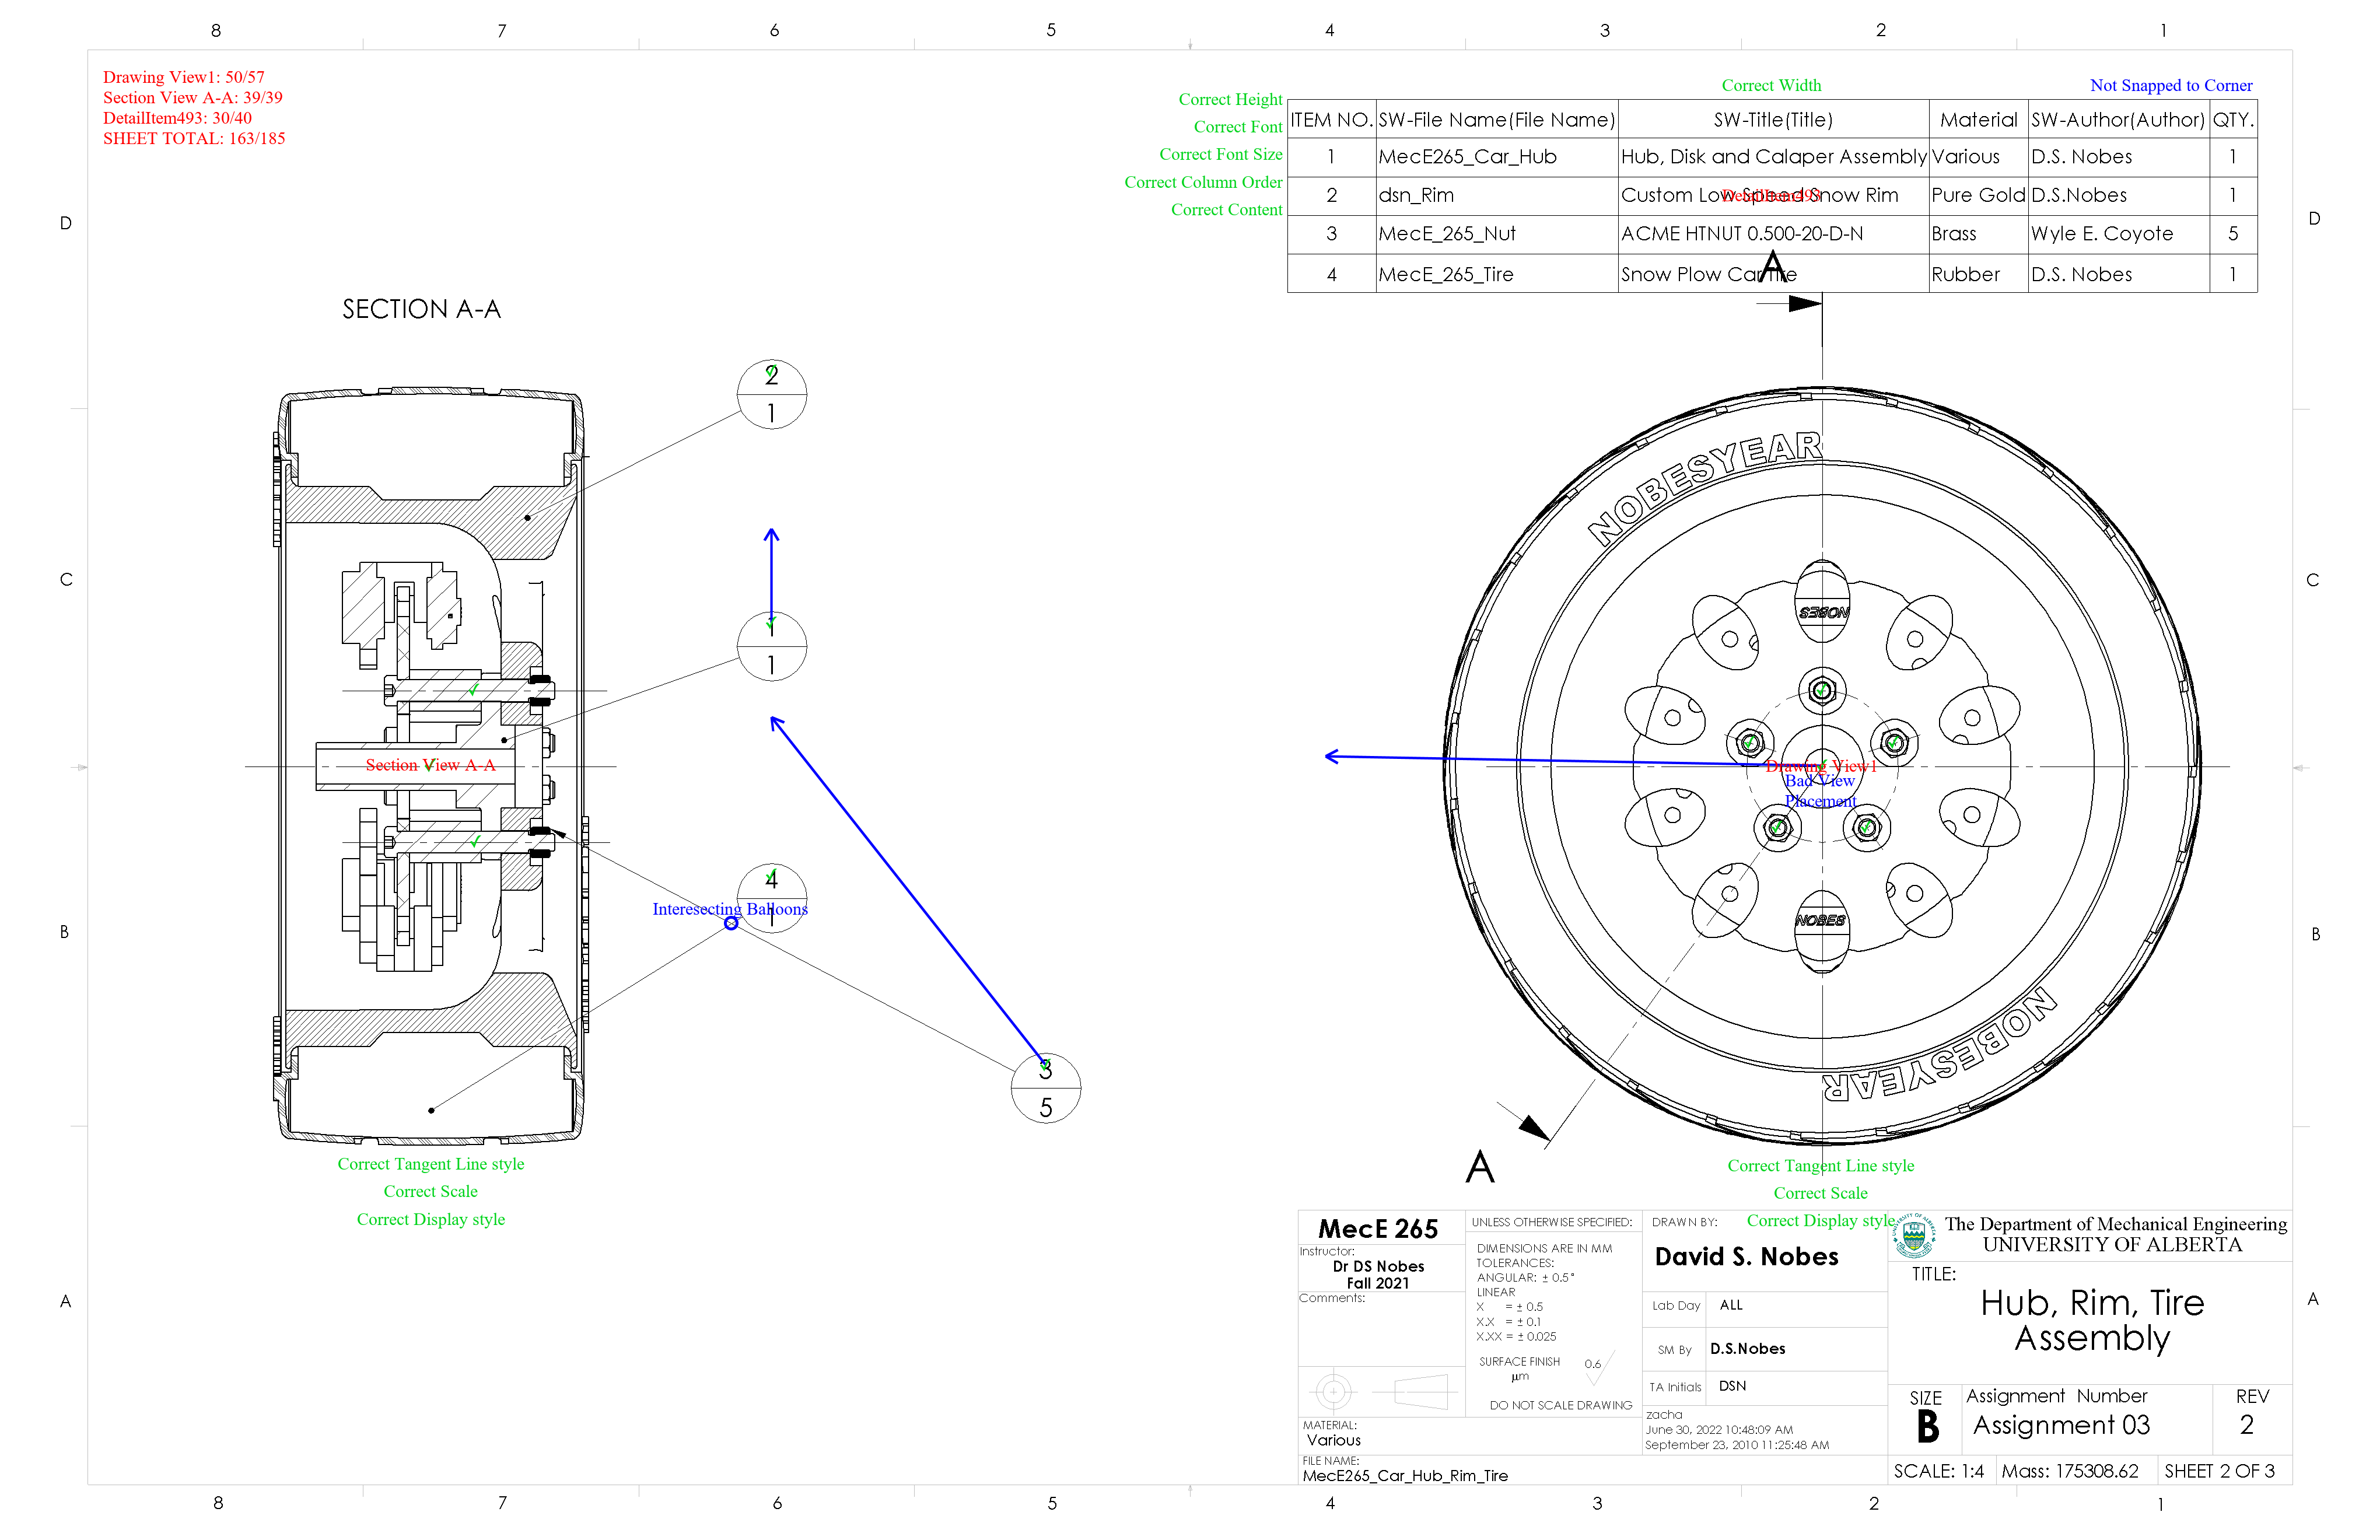 8 7 6 5 4 3 2 1
Drawing View1: 50/57
Section View A-A: 39/39
DetailItem493: 30/40
SHEET TOTAL: 163/185
Correct Width
Not Snapped to Corner
Correct Height
Correct Font
Correct Font Size
Correct Column Order
Correct Content
ITEM NO. SW-File Name(File Name) SW-Title(Title) Material SW-Author(Author) QTY.
1 MecE265_Car_Hub Hub, Disk and Calaper Assembly Various D.S. Nobes 1
2 dsn_Rim Custom Low Speed Snow Rim Pure Gold D.S.Nobes 1
DetailItem493
3 MecE_265_Nut ACME HTNUT 0.500-20-D-N Brass Wyle E. Coyote 5
4 MecE_265_Tire Snow Plow Car Tire Rubber D.S. Nobes 1
D
D
A
SECTION A-A
2
1
NOBESYEAR
C
C
NOBES
1
1
Section View A-A
Drawing View1
Bad View
Placement
4
1
Interesecting Balloons
NOBES
B
B
3
5
NOBESYEAR
A
Correct Tangent Line style
Correct Scale
Correct Display style
Correct Tangent Line style
Correct Scale
Correct Display style
A
A
MecE 265
Instructor:
Dr DS Nobes
Fall 2021
Comments:
UNLESS OTHERWISE SPECIFIED:
DIMENSIONS ARE IN MM
TOLERANCES:
ANGULAR: ± 0.5°
LINEAR
X = ± 0.5
X.X = ± 0.1
X.XX = ± 0.025
SURFACE FINISH 0.6
µm
DO NOT SCALE DRAWING
MATERIAL:
Various
FILE NAME:
MecE265_Car_Hub_Rim_Tire
DRAWN BY:
David S. Nobes
Lab Day ALL
SM By D.S.Nobes
TA Initials DSN
zacha
June 30, 2022 10:48:09 AM
September 23, 2010 11:25:48 AM
The Department of Mechanical Engineering
UNIVERSITY OF ALBERTA
TITLE:
Hub, Rim, Tire
Assembly
SIZE
B
Assignment Number
Assignment 03
REV
2
SCALE: 1:4 Mass: 175308.62 SHEET 2 OF 3
8 7 6 5 4 3 2 1